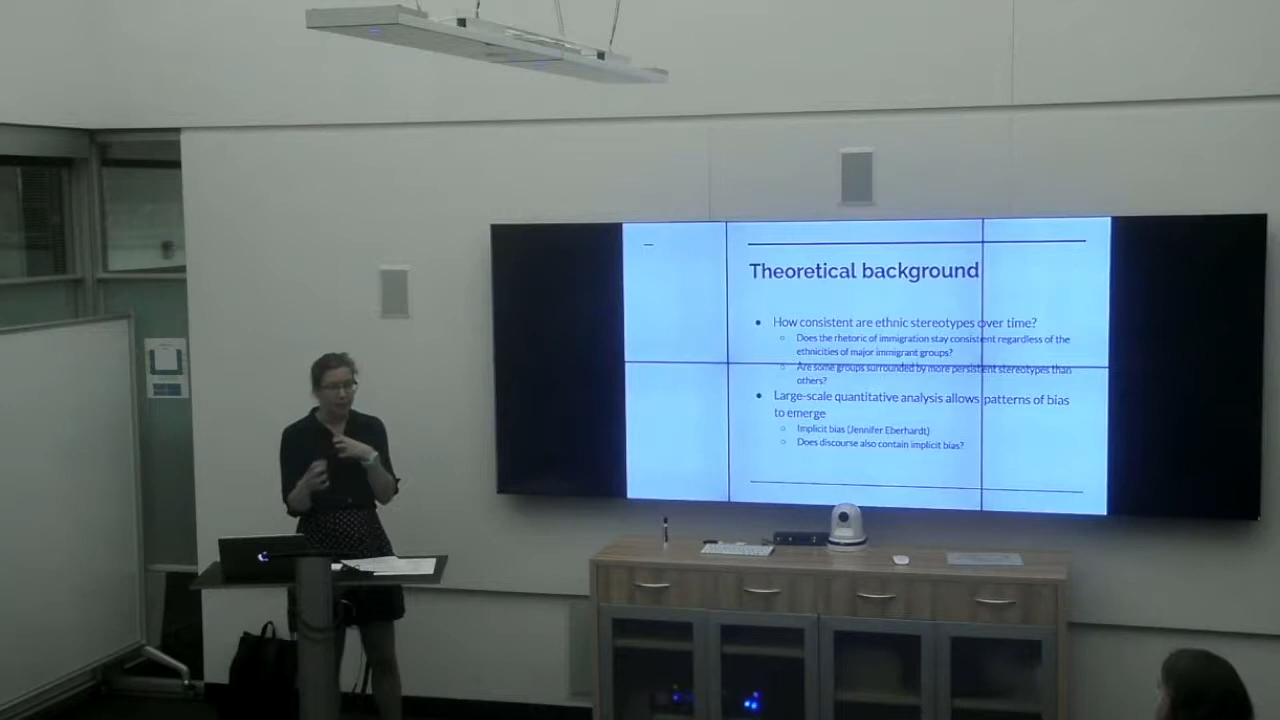 Theoretical background
● How consistent are ethnic stereotypes over time?
○ Does the rhetoric of immigration stay consistent regardless of the
ethnicities of major immigrant groups?
○ Are some groups surrounded by more persistent stereotypes than
others?
● Large-scale quantitative analysis allows patterns of bias
to emerge
○ Implicit bias (Jennifer Eberhardt)
○ Does discourse also contain implicit bias?